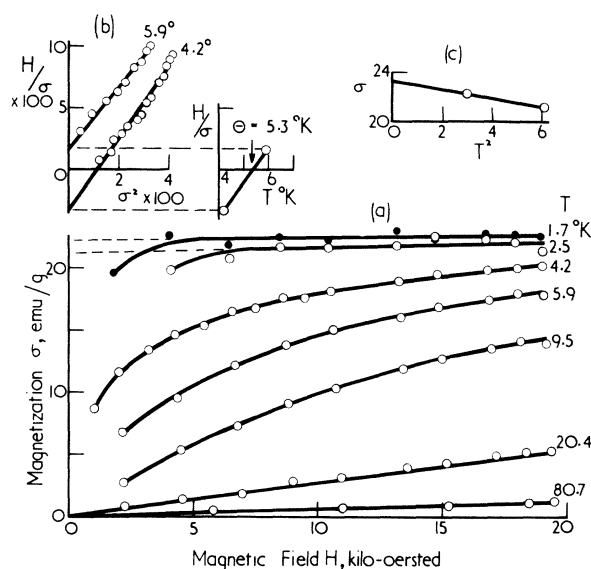 (b)
5.9°
4.2°
10
H/σ
×100
5
0
2
4
σ² ×100
H/σ
Θ = 5.3 °K
4
6
T °K
(c)
24
σ
20
0
2
4
6
T²
(a)
T
1.7 °K
2.5
4.2
5.9
9.5
20.4
80.7
20
10
0
Magnetization σ, emu/g
0
5
10
15
20
Magnetic Field H, kilo-oersted